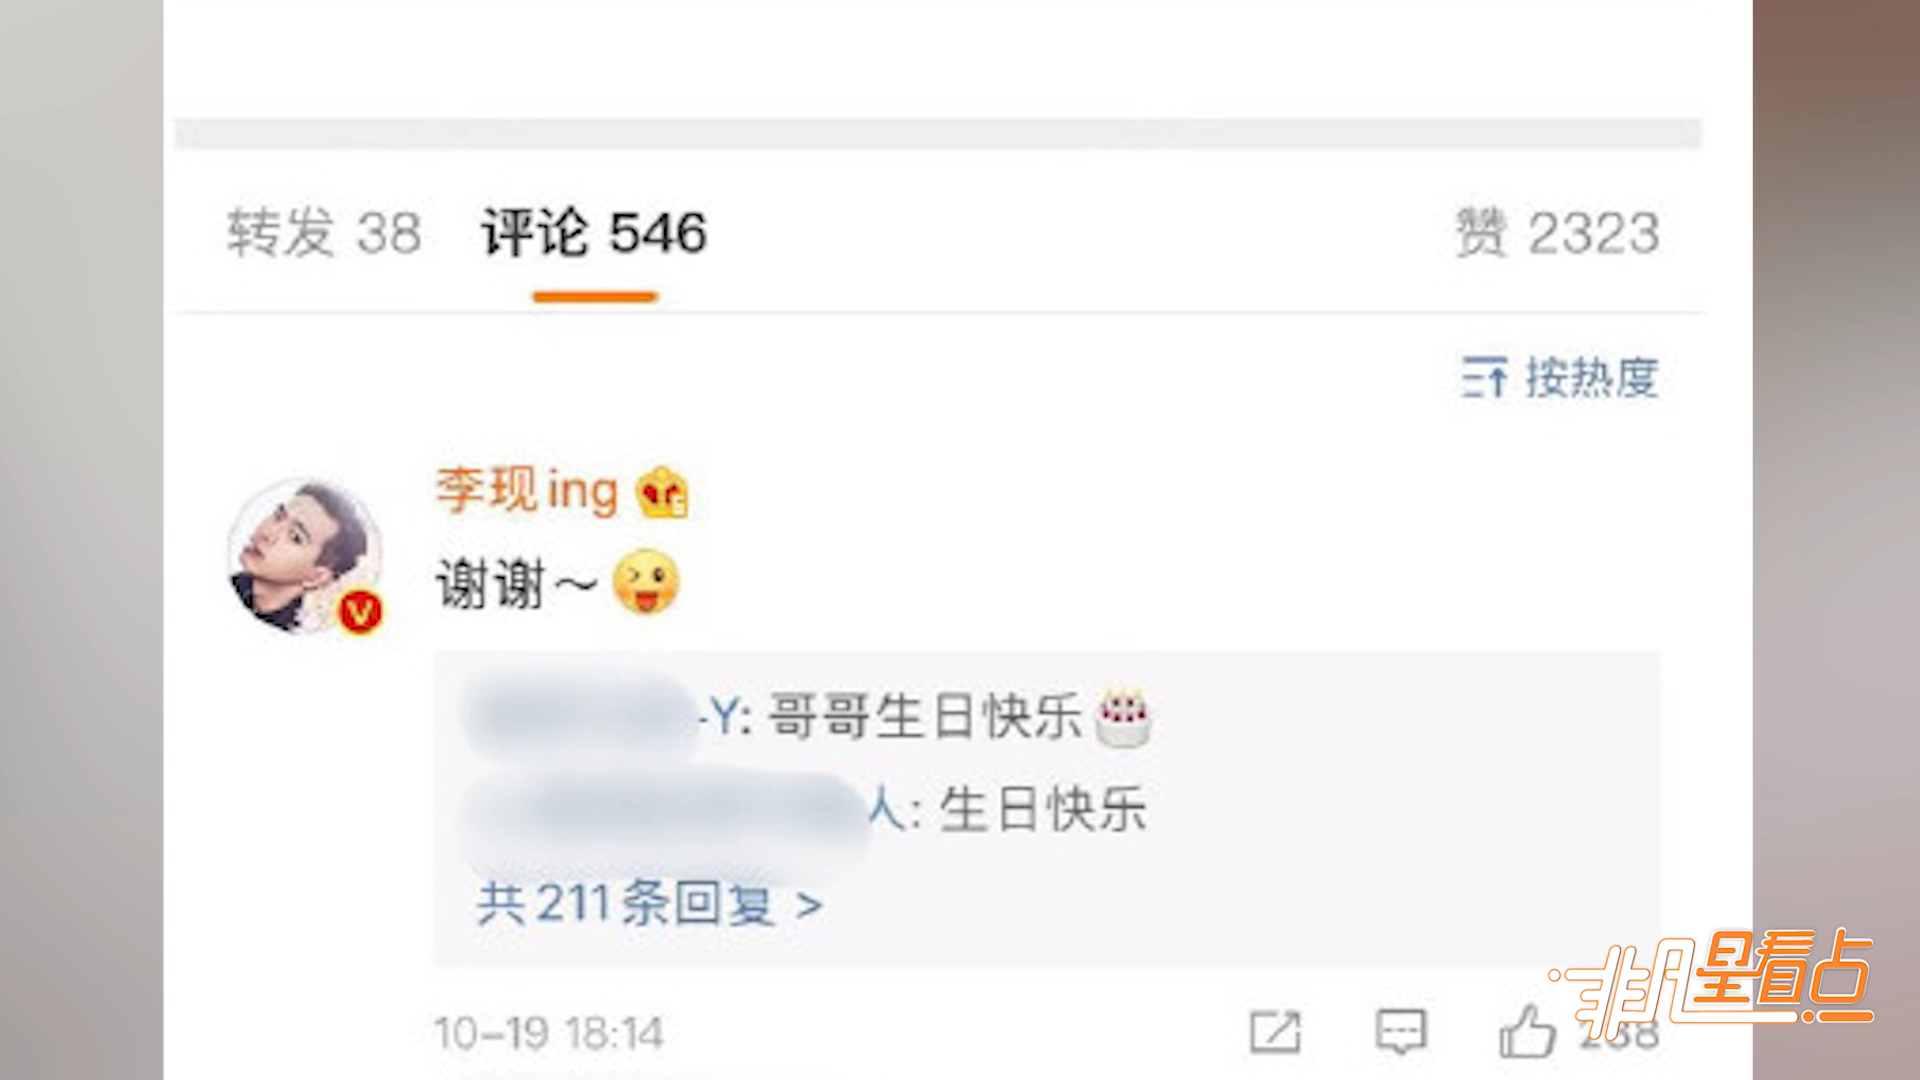 转发 38 评论 546 赞 2323
按热度
李现ing
谢谢～
-Y: 哥哥生日快乐
人: 生日快乐
共211条回复 >
10-19 18:14
非凡星看点